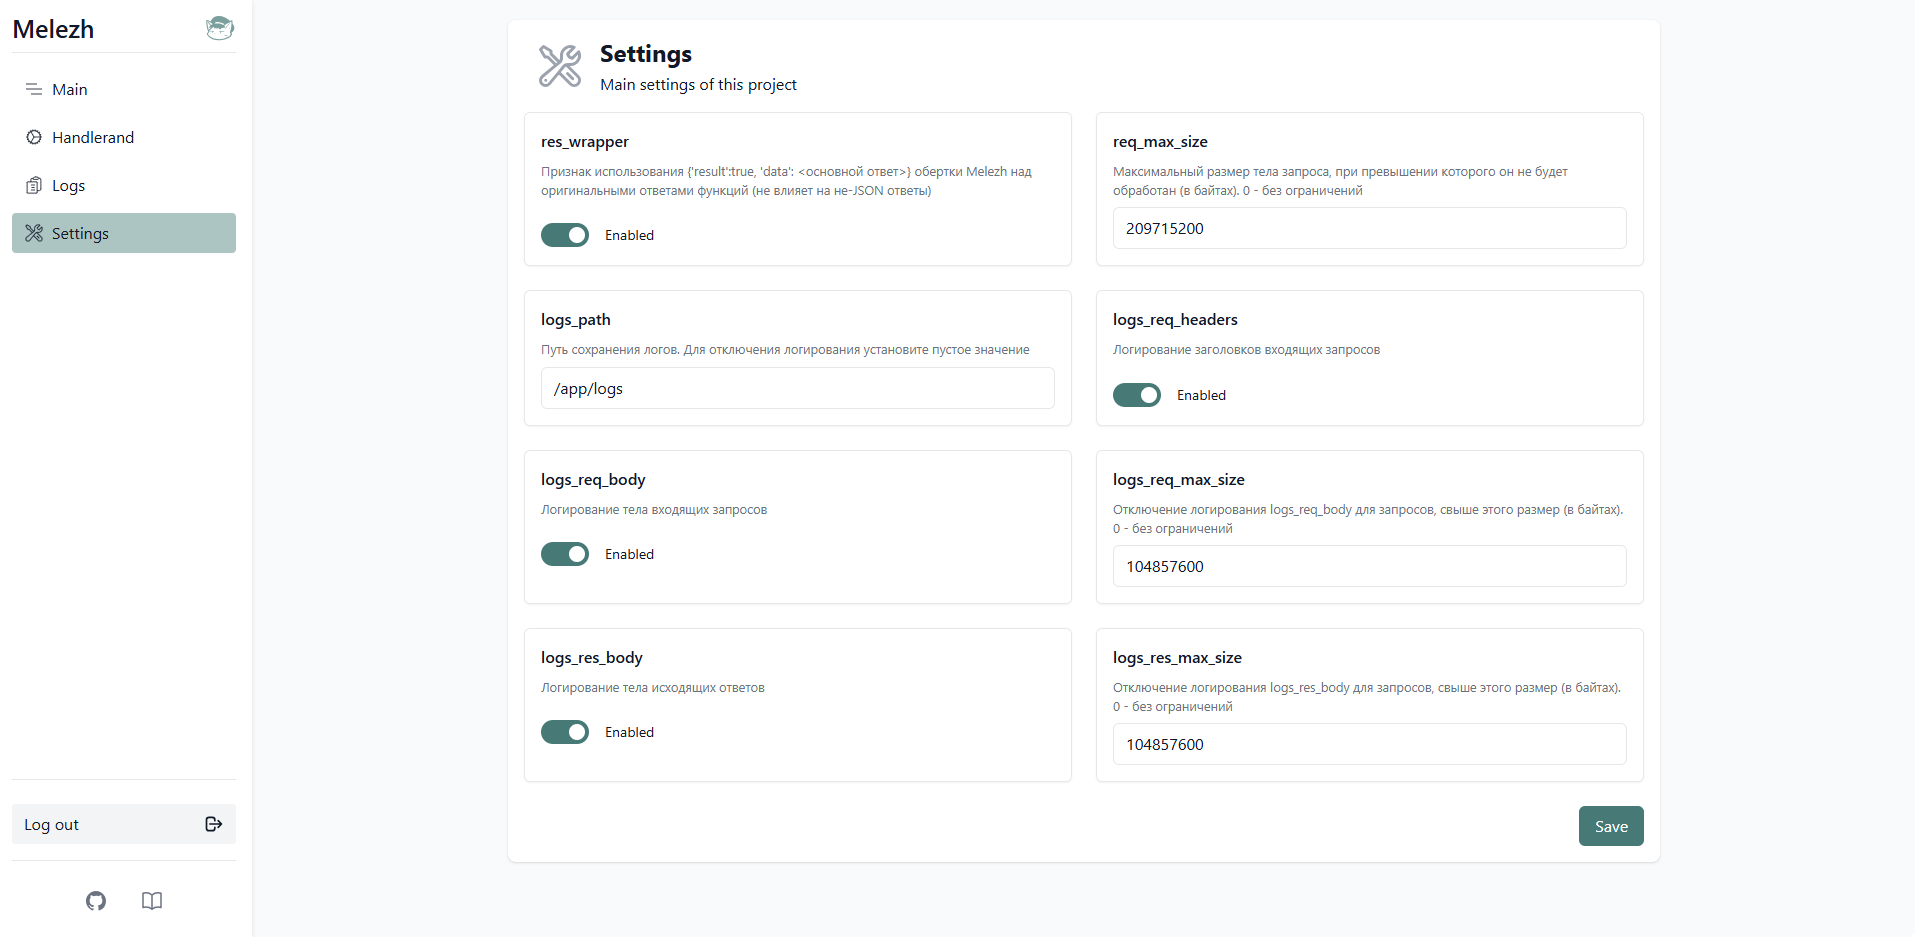 Melezh
Main
Handlerand
Logs
Settings
Log out
Settings
Main settings of this project
res_wrapper
Признак использования {'result':true, 'data': <основной ответ>} обертки Melezh над
оригинальными ответами функций (не влияет на не-JSON ответы)
Enabled
req_max_size
Максимальный размер тела запроса, при превышении которого он не будет
обработан (в байтах). 0 - без ограничений
209715200
logs_path
Путь сохранения логов. Для отключения логирования установите пустое значение
/app/logs
logs_req_headers
Логирование заголовков входящих запросов
Enabled
logs_req_body
Логирование тела входящих запросов
Enabled
logs_req_max_size
Отключение логирования logs_req_body для запросов, свыше этого размер (в байтах).
0 - без ограничений
104857600
logs_res_body
Логирование тела исходящих ответов
Enabled
logs_res_max_size
Отключение логирования logs_res_body для запросов, свыше этого размер (в байтах).
0 - без ограничений
104857600
Save